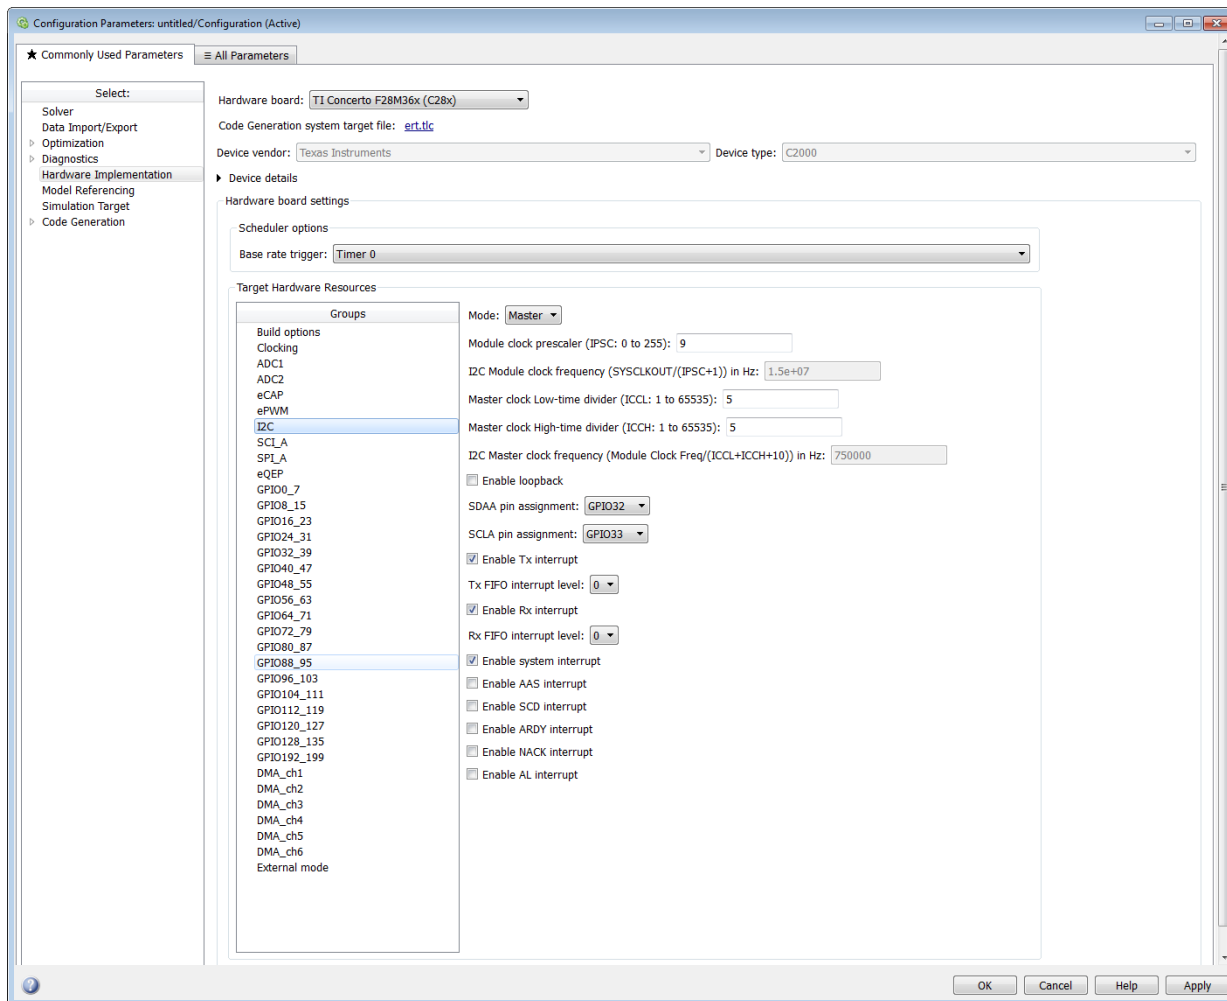 Configuration Parameters: untitled/Configuration (Active)
★ Commonly Used Parameters
≡ All Parameters
Select:
Solver
Data Import/Export
Optimization
Diagnostics
Hardware Implementation
Model Referencing
Simulation Target
Code Generation
Hardware board: TI Concerto F28M36x (C28x)
Code Generation system target file: ert.tlc
Device vendor: Texas Instruments Device type: C2000
Device details
Hardware board settings
Scheduler options
Base rate trigger: Timer 0
Target Hardware Resources
Groups
Build options
Clocking
ADC1
ADC2
eCAP
ePWM
I2C
SCI_A
SPI_A
eQEP
GPIO0_7
GPIO8_15
GPIO16_23
GPIO24_31
GPIO32_39
GPIO40_47
GPIO48_55
GPIO56_63
GPIO64_71
GPIO72_79
GPIO80_87
GPIO88_95
GPIO96_103
GPIO104_111
GPIO112_119
GPIO120_127
GPIO128_135
GPIO192_199
DMA_ch1
DMA_ch2
DMA_ch3
DMA_ch4
DMA_ch5
DMA_ch6
External mode
Mode: Master
Module clock prescaler (IPSC: 0 to 255): 9
I2C Module clock frequency (SYSCLKOUT/(IPSC+1)) in Hz: 1.5e+07
Master clock Low-time divider (ICCL: 1 to 65535): 5
Master clock High-time divider (ICCH: 1 to 65535): 5
I2C Master clock frequency (Module Clock Freq/(ICCL+ICCH+10)) in Hz: 750000
Enable loopback
SDAA pin assignment: GPIO32
SCLA pin assignment: GPIO33
Enable Tx interrupt
Tx FIFO interrupt level: 0
Enable Rx interrupt
Rx FIFO interrupt level: 0
Enable system interrupt
Enable AAS interrupt
Enable SCD interrupt
Enable ARDY interrupt
Enable NACK interrupt
Enable AL interrupt
?
OK Cancel Help Apply